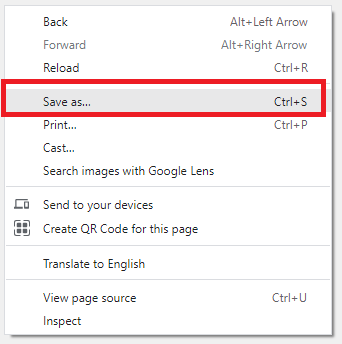 Back Alt+Left Arrow
Forward Alt+Right Arrow
Reload Ctrl+R
Save as... Ctrl+S
Print... Ctrl+P
Cast...
Search images with Google Lens
Send to your devices
Create QR Code for this page
Translate to English
View page source Ctrl+U
Inspect